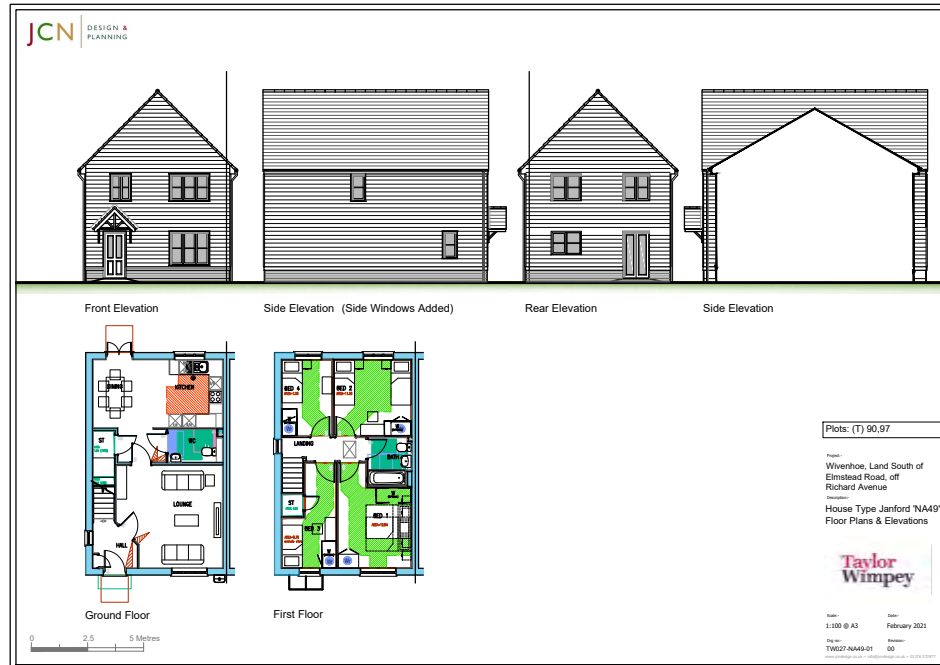 JCN DESIGN &
PLANNING
Front Elevation
Side Elevation (Side Windows Added)
Rear Elevation
Side Elevation
DINING
KITCHEN
ST
WC
LOUNGE
HALL
Ground Floor
BED 4
BED 2
LANDING
BATH
ST
BED 3
BED 1
First Floor
0 2.5 5 Metres
Plots: (T) 90,97
Project:-
Wivenhoe, Land South of
Elmstead Road, off
Richard Avenue
Description:-
House Type Janford 'NA49'
Floor Plans & Elevations
Taylor
Wimpey
Scale:- Date:-
1:100 @ A3 February 2021
Drg no:- Revision:-
TW027-NA49-01 00